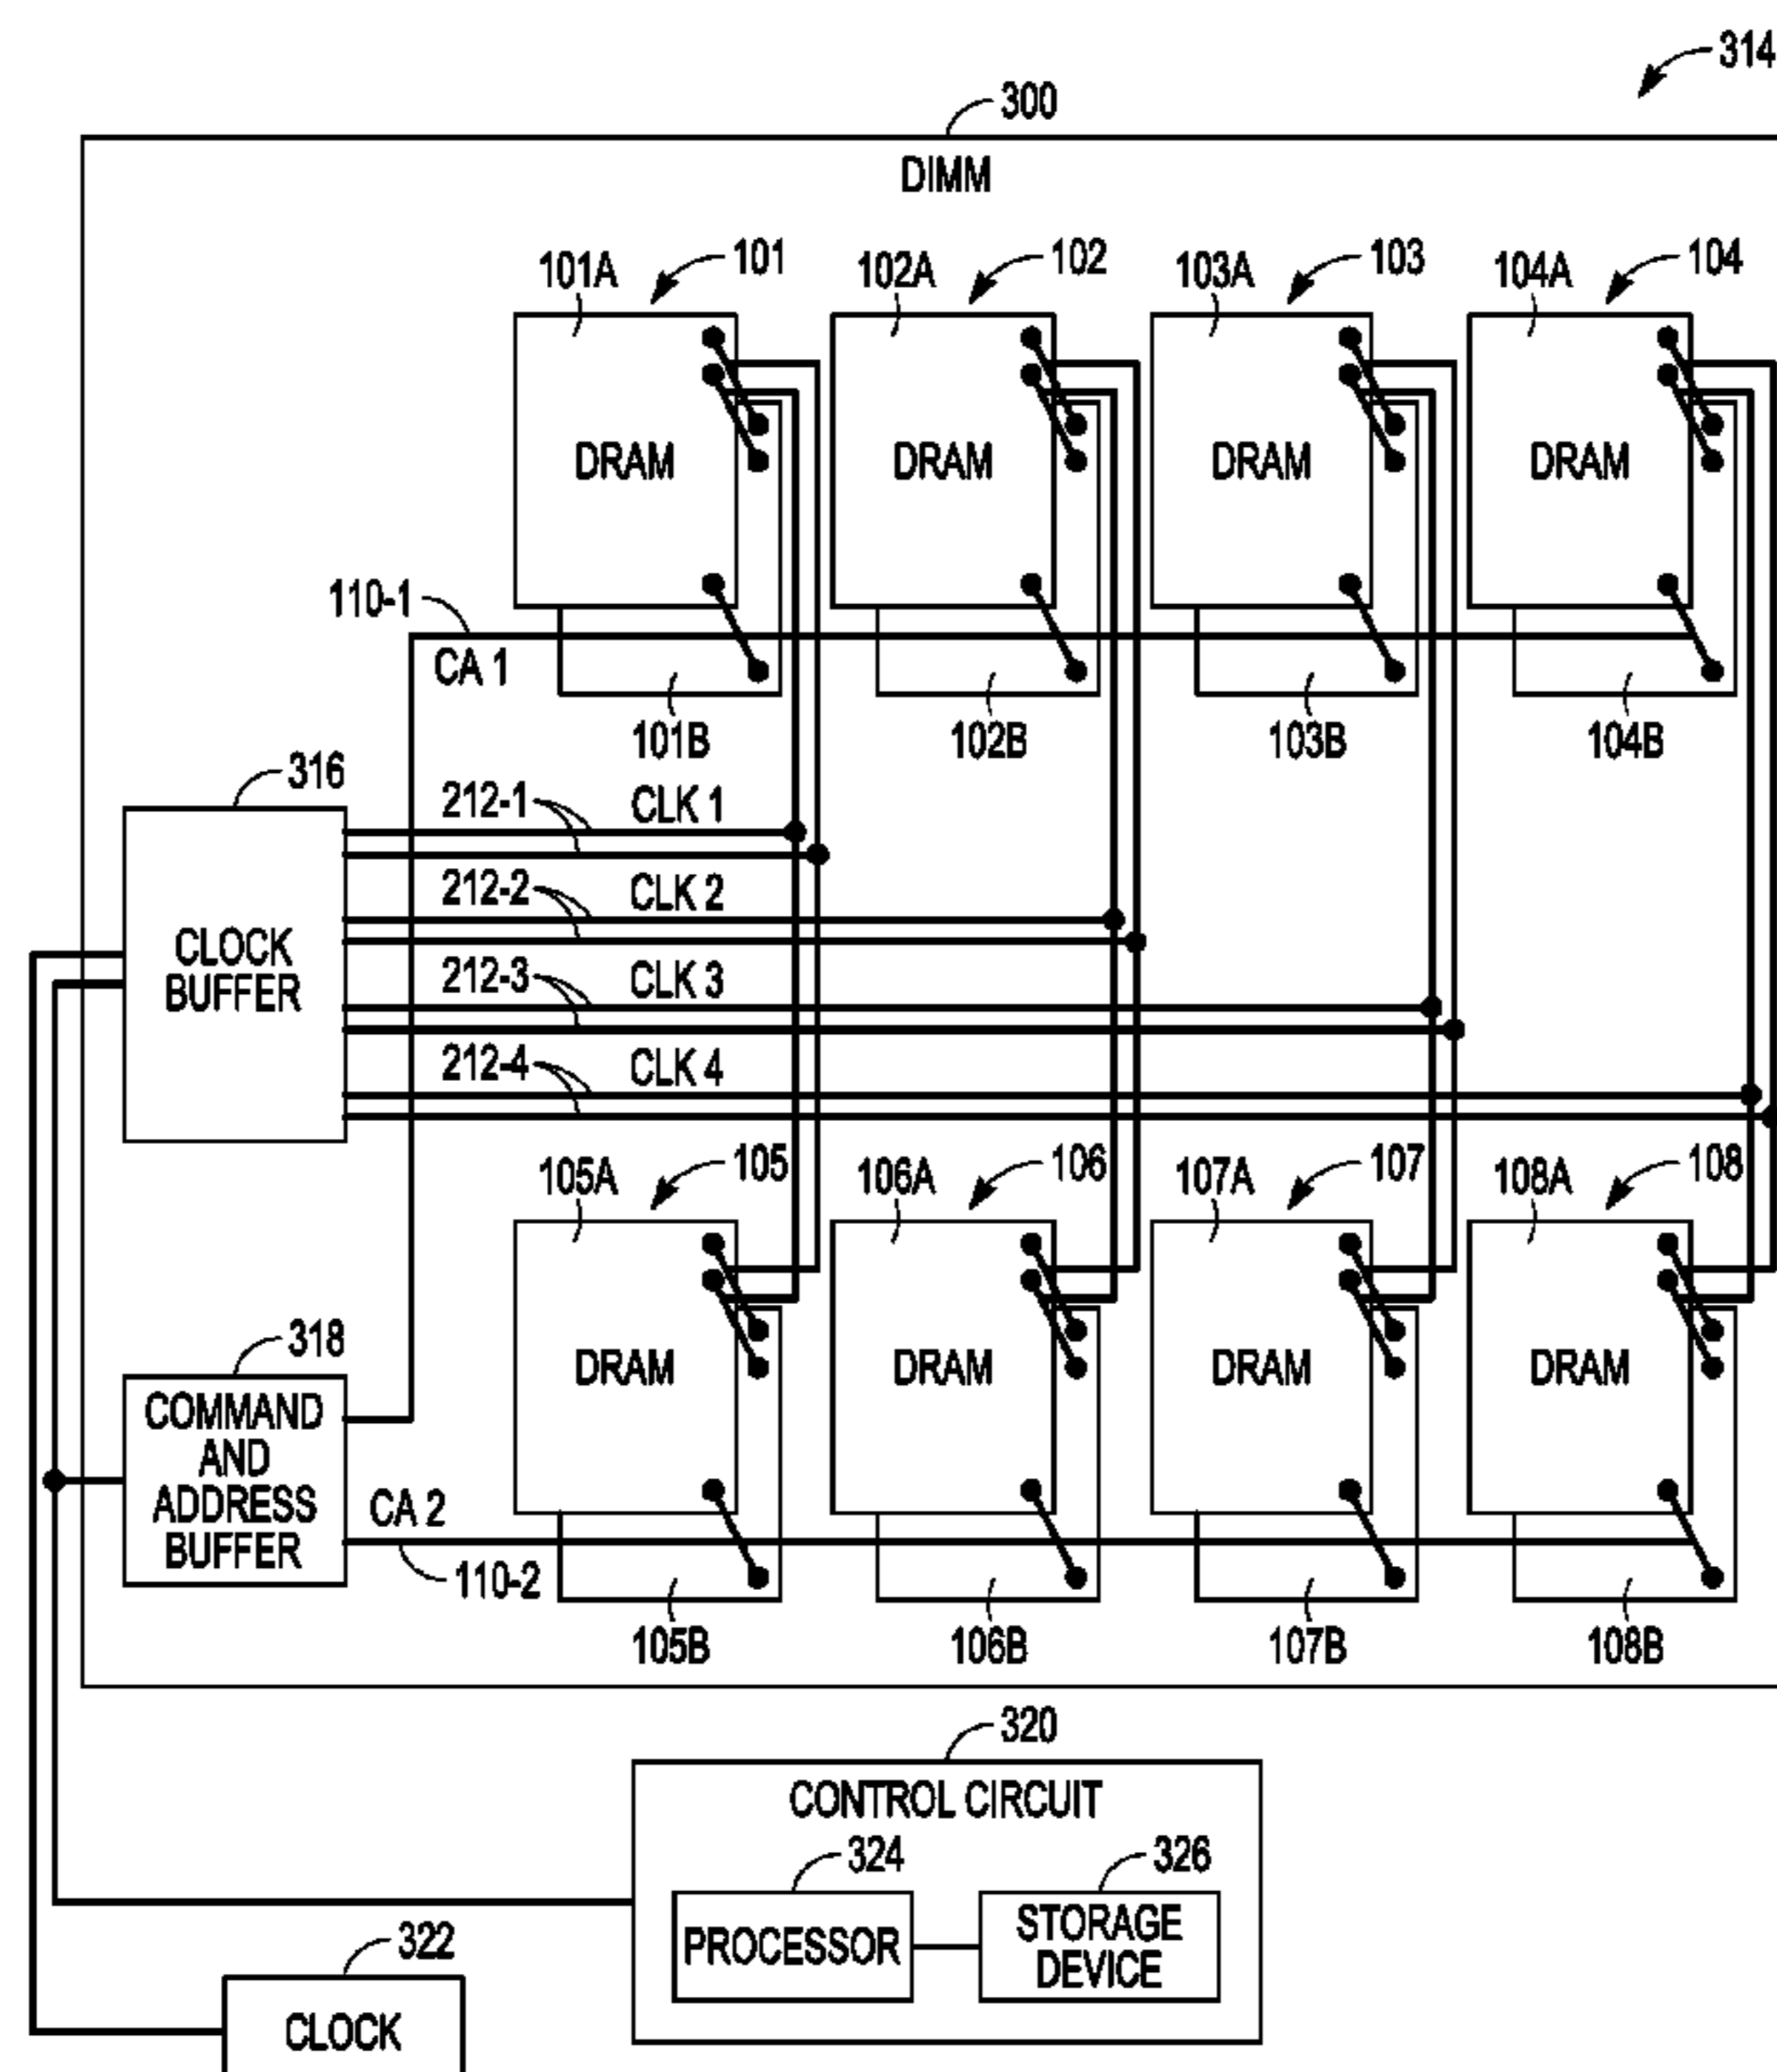 314
300
DIMM
101A
101
102A
102
103A
103
104A
104
DRAM
DRAM
DRAM
DRAM
110-1
CA 1
101B
102B
103B
104B
316
212-1
CLK 1
212-2
CLK 2
CLOCK
BUFFER
212-3
CLK 3
212-4
CLK 4
105A
105
106A
106
107A
107
108A
108
318
DRAM
DRAM
DRAM
DRAM
COMMAND
AND
ADDRESS
BUFFER
CA 2
110-2
105B
106B
107B
108B
320
CONTROL CIRCUIT
324
326
PROCESSOR
STORAGE
DEVICE
322
CLOCK